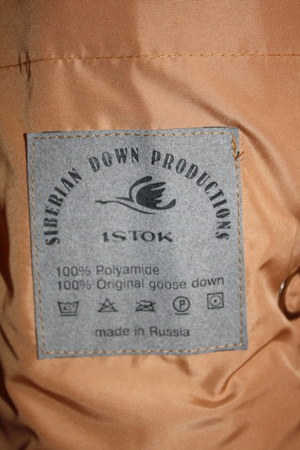 SIBERIAN DOWN PRODUCTIONS
ISTOK
100% Polyamide
100% Original goose down
P
made in Russia